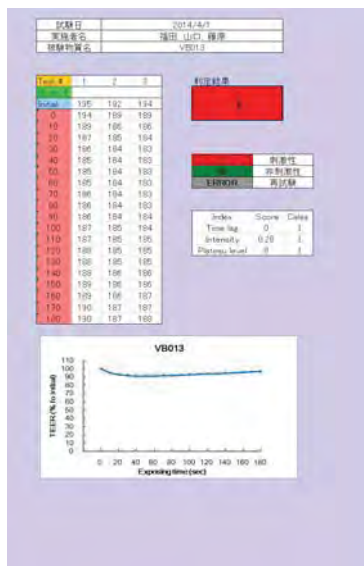 試験日 2014/4/7
実施者名 福田, 山口, 藤原
被験物質名 VB013
Test # 1 2 3
Initial 195 192 194
0 194 189 189
10 189 186 186
20 187 185 184
30 186 184 183
40 185 184 183
50 185 184 183
60 185 184 183
70 186 184 183
80 186 184 183
90 186 184 184
100 187 185 184
110 187 185 185
120 188 185 185
130 188 185 185
140 188 186 186
150 189 186 186
160 189 186 187
170 190 187 187
180 190 187 188
判定結果
刺激性
非刺激性
ERROR 再試験
Index Score Cates
Time lag 0 1
Intensity 0.20 1
Plateau level 0 1
VB013
TEER (% to initial)
110
100
90
80
70
60
50
40
30
20
10
0
0 20 40 60 80 100 120 140 160 180
Exposing time (sec)